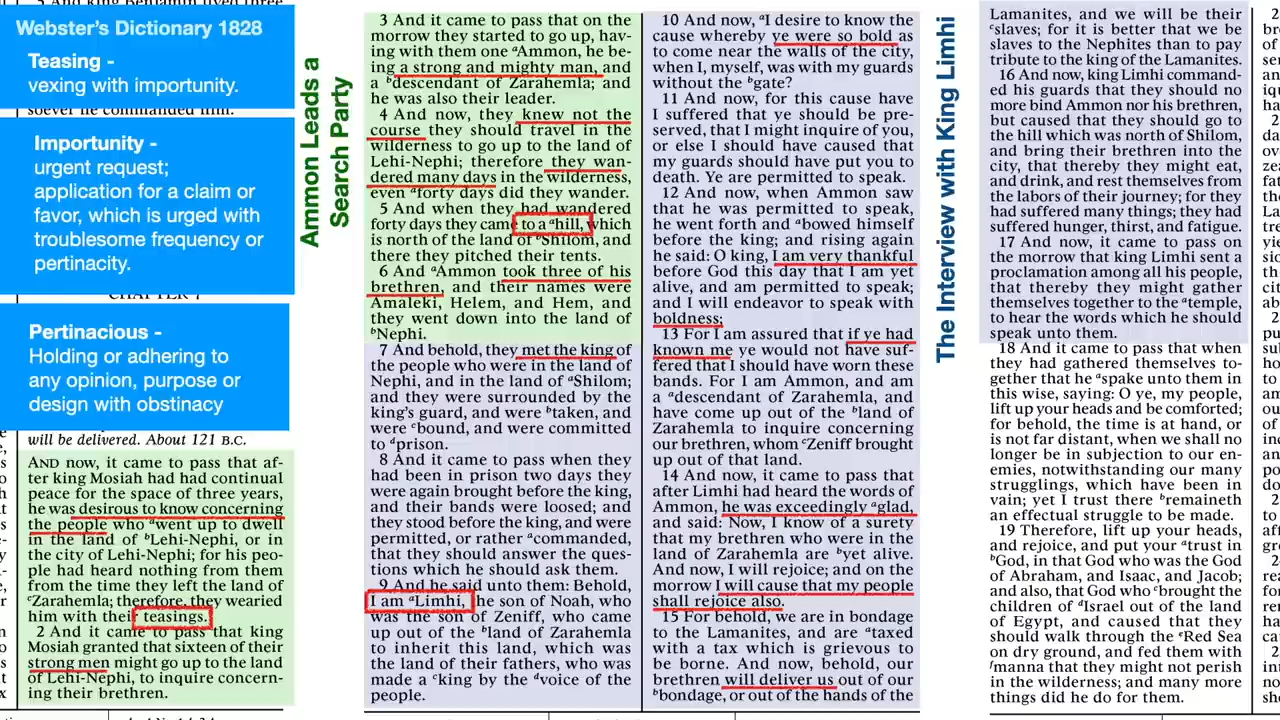 5 And king Benjamin lived three
Webster's Dictionary 1828
Teasing -
vexing with importunity.
soever he commanded him.
Importunity -
urgent request;
application for a claim or
favor, which is urged with
troublesome frequency or
pertinacity.
CHAPTER 7
Pertinacious -
Holding or adhering to
any opinion, purpose or
design with obstinacy
will be delivered. About 121 B.C.
AND now, it came to pass that af-
ter king Mosiah had had continual
peace for the space of three years,
he was desirous to know concerning
the people who ᵃwent up to dwell
in the land of ᵇLehi-Nephi, or in
the city of Lehi-Nephi; for his peo-
ple had heard nothing from them
from the time they left the land of
ᶜZarahemla; therefore, they wearied
him with their teasings.
2 And it came to pass that king
Mosiah granted that sixteen of their
strong men might go up to the land
of Lehi-Nephi, to inquire concern-
ing their brethren.
Ammon Leads a
Search Party
3 And it came to pass that on the
morrow they started to go up, hav-
ing with them one ᵃAmmon, he be-
ing a strong and mighty man, and
a ᵇdescendant of Zarahemla; and
he was also their leader.
4 And now, they knew not the
course they should travel in the
wilderness to go up to the land of
Lehi-Nephi; therefore they wan-
dered many days in the wilderness,
even ᵃforty days did they wander.
5 And when they had wandered
forty days they came to a ᵃhill, which
is north of the land of ᵇShilom, and
there they pitched their tents.
6 And ᵃAmmon took three of his
brethren, and their names were
Amaleki, Helem, and Hem, and
they went down into the land of
ᵇNephi.
7 And behold, they met the king of
the people who were in the land of
Nephi, and in the land of ᵃShilom;
and they were surrounded by the
king's guard, and were ᵇtaken, and
were ᶜbound, and were committed
to ᵈprison.
8 And it came to pass when they
had been in prison two days they
were again brought before the king,
and their bands were loosed; and
they stood before the king, and were
permitted, or rather ᵃcommanded,
that they should answer the ques-
tions which he should ask them.
9 And he said unto them: Behold,
I am ᵃLimhi, the son of Noah, who
was the son of Zeniff, who came
up out of the ᵇland of Zarahemla
to inherit this land, which was
the land of their fathers, who was
made a ᶜking by the ᵈvoice of the
people.
10 And now, ᵃI desire to know the
cause whereby ye were so bold as
to come near the walls of the city,
when I, myself, was with my guards
without the ᵇgate?
11 And now, for this cause have
I suffered that ye should be pre-
served, that I might inquire of you,
or else I should have caused that
my guards should have put you to
death. Ye are permitted to speak.
12 And now, when Ammon saw
that he was permitted to speak,
he went forth and ᵃbowed himself
before the king; and rising again
he said: O king, I am very thankful
before God this day that I am yet
alive, and am permitted to speak;
and I will endeavor to speak with
boldness;
13 For I am assured that if ye had
known me ye would not have suf-
fered that I should have worn these
bands. For I am Ammon, and am
a ᵃdescendant of Zarahemla, and
have come up out of the ᵇland of
Zarahemla to inquire concerning
our brethren, whom ᶜZeniff brought
up out of that land.
14 And now, it came to pass that
after Limhi had heard the words of
Ammon, he was exceedingly ᵃglad,
and said: Now, I know of a surety
that my brethren who were in the
land of Zarahemla are ᵇyet alive.
And now, I will rejoice; and on the
morrow I will cause that my people
shall rejoice also.
15 For behold, we are in bondage
to the Lamanites, and are ᵃtaxed
with a tax which is grievous to
be borne. And now, behold, our
brethren will deliver us out of our
ᵇbondage, or out of the hands of the
The Interview with King Limhi
Lamanites, and we will be their
ᶜslaves; for it is better that we be
slaves to the Nephites than to pay
tribute to the king of the Lamanites.
16 And now, king Limhi command-
ed his guards that they should no
more bind Ammon nor his brethren,
but caused that they should go to
the hill which was north of Shilom,
and bring their brethren into the
city, that thereby they might eat,
and drink, and rest themselves from
the labors of their journey; for they
had suffered many things; they had
suffered hunger, thirst, and fatigue.
17 And now, it came to pass on
the morrow that king Limhi sent a
proclamation among all his people,
that thereby they might gather
themselves together to the ᵃtemple,
to hear the words which he should
speak unto them.
18 And it came to pass that when
they had gathered themselves to-
gether that he ᵃspake unto them in
this wise, saying: O ye, my people,
lift up your heads and be comforted;
for behold, the time is at hand, or
is not far distant, when we shall no
longer be in subjection to our en-
emies, notwithstanding our many
strugglings, which have been in
vain; yet I trust there ᵇremaineth
an effectual struggle to be made.
19 Therefore, lift up your heads,
and rejoice, and put your ᵃtrust in
ᵇGod, in that God who was the God
of Abraham, and Isaac, and Jacob;
and also, that God who ᶜbrought the
children of ᵈIsrael out of the land
of Egypt, and caused that they
should walk through the ᵉRed Sea
on dry ground, and fed them with
ᶠmanna that they might not perish
in the wilderness; and many more
things did he do for them.